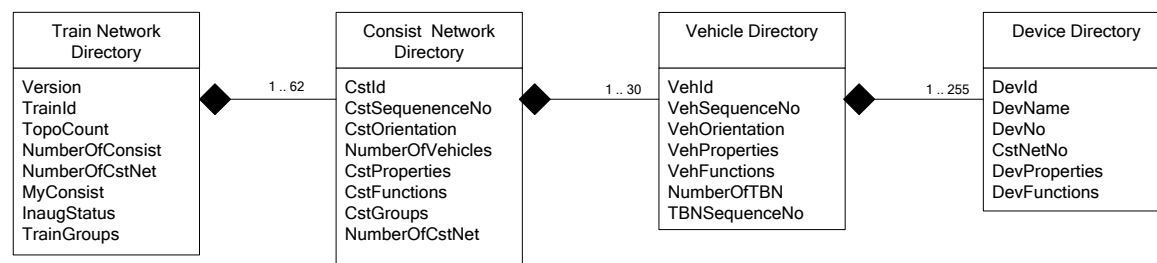 Train Network
Directory
Version
TrainId
TopoCount
NumberOfConsist
NumberOfCstNet
MyConsist
InaugStatus
TrainGroups
1 .. 62
Consist Network
Directory
CstId
CstSequenenceNo
CstOrientation
NumberOfVehicles
CstProperties
CstFunctions
CstGroups
NumberOfCstNet
1 .. 30
Vehicle Directory
VehId
VehSequenceNo
VehOrientation
VehProperties
VehFunctions
NumberOfTBN
TBNSequenceNo
1 .. 255
Device Directory
DevId
DevName
DevNo
CstNetNo
DevProperties
DevFunctions